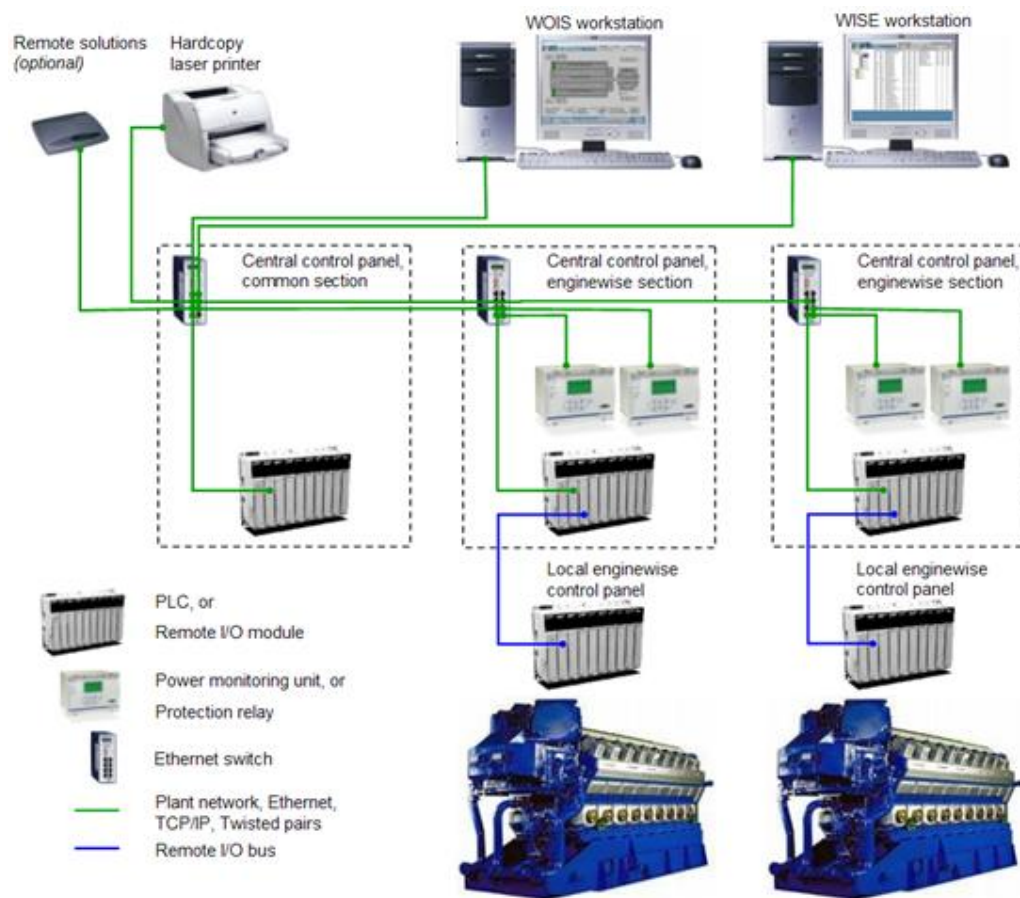 Remote solutions
(optional)
Hardcopy
laser printer
WOIS workstation
WISE workstation
Central control panel,
common section
Central control panel,
enginewise section
Central control panel,
enginewise section
Local enginewise
control panel
Local enginewise
control panel
PLC, or
Remote I/O module
Power monitoring unit, or
Protection relay
Ethernet switch
Plant network, Ethernet,
TCP/IP, Twisted pairs
Remote I/O bus